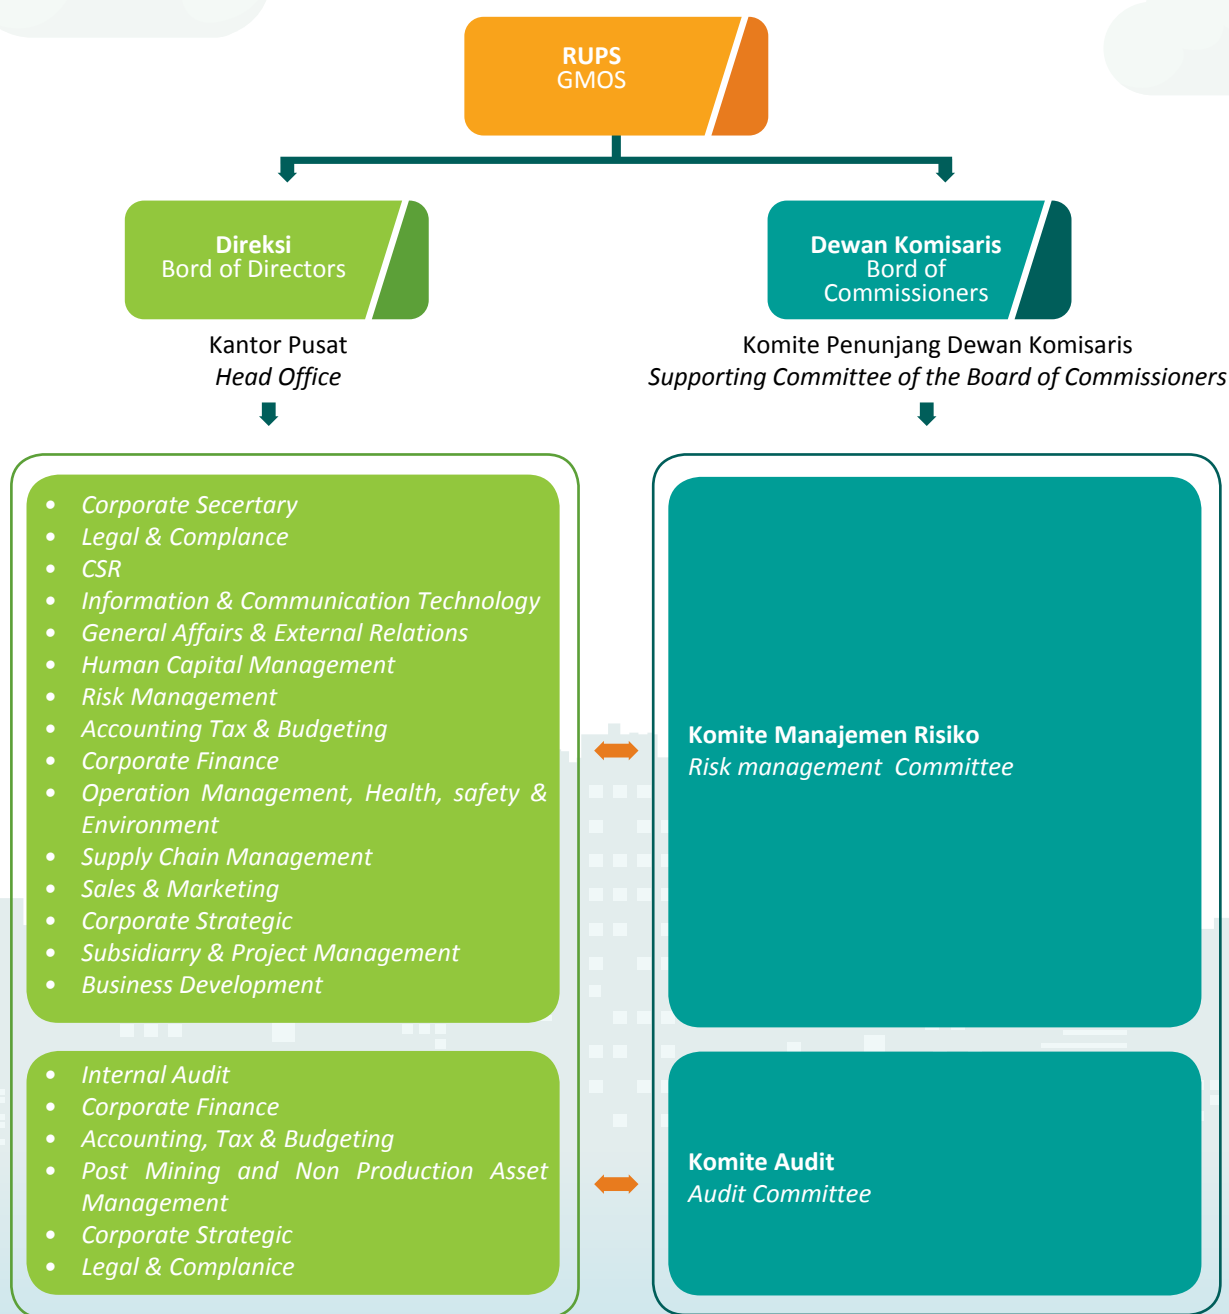 RUPS
GMOS
Direksi
Bord of Directors
Dewan Komisaris
Bord of
Commissioners
Kantor Pusat
Head Office
Komite Penunjang Dewan Komisaris
Supporting Committee of the Board of Commissioners
• Corporate Secertary
• Legal & Complance
• CSR
• Information & Communication Technology
• General Affairs & External Relations
• Human Capital Management
• Risk Management
• Accounting Tax & Budgeting
• Corporate Finance
• Operation Management, Health, safety &
Environment
• Supply Chain Management
• Sales & Marketing
• Corporate Strategic
• Subsidiarry & Project Management
• Business Development
Komite Manajemen Risiko
Risk management Committee
• Internal Audit
• Corporate Finance
• Accounting, Tax & Budgeting
• Post Mining and Non Production Asset
Management
• Corporate Strategic
• Legal & Complanice
Komite Audit
Audit Committee